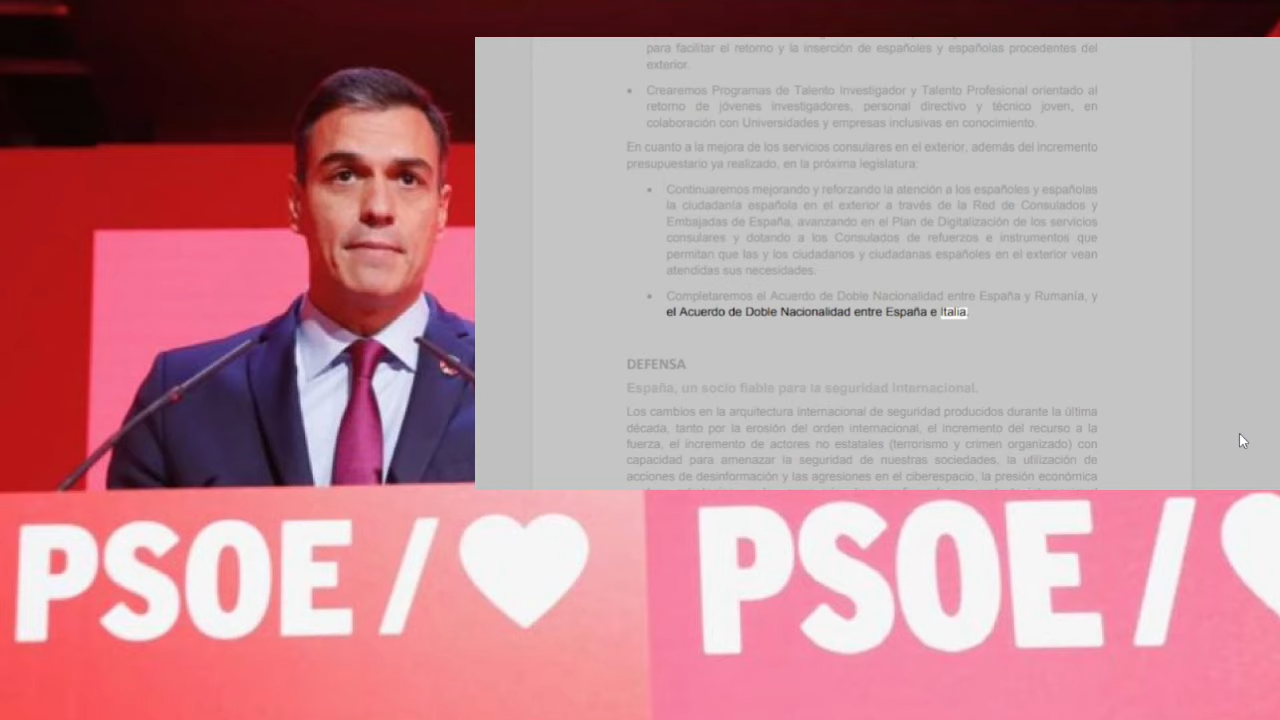 para facilitar el retorno y la inserción de españoles y españolas procedentes del
exterior.
• Crearemos Programas de Talento Investigador y Talento Profesional orientado al
retorno de jóvenes investigadores, personal directivo y técnico joven, en
colaboración con Universidades y empresas inclusivas en conocimiento.
En cuanto a la mejora de los servicios consulares en el exterior, además del incremento
presupuestario ya realizado, en la próxima legislatura:
• Continuaremos mejorando y reforzando la atención a los españoles y españolas
la ciudadanía española en el exterior a través de la Red de Consulados y
Embajadas de España, avanzando en el Plan de Digitalización de los servicios
consulares y dotando a los Consulados de refuerzos e instrumentos que
permitan que las y los ciudadanos y ciudadanas españoles en el exterior vean
atendidas sus necesidades.
• Completaremos el Acuerdo de Doble Nacionalidad entre España y Rumanía, y
el Acuerdo de Doble Nacionalidad entre España e Italia.
DEFENSA
España, un socio fiable para la seguridad internacional.
Los cambios en la arquitectura internacional de seguridad producidos durante la última
década, tanto por la erosión del orden internacional, el incremento del recurso a la
fuerza, el incremento de actores no estatales (terrorismo y crimen organizado) con
capacidad para amenazar la seguridad de nuestras sociedades, la utilización de
acciones de desinformación y las agresiones en el ciberespacio, la presión económica
PSOE /
PSOE /